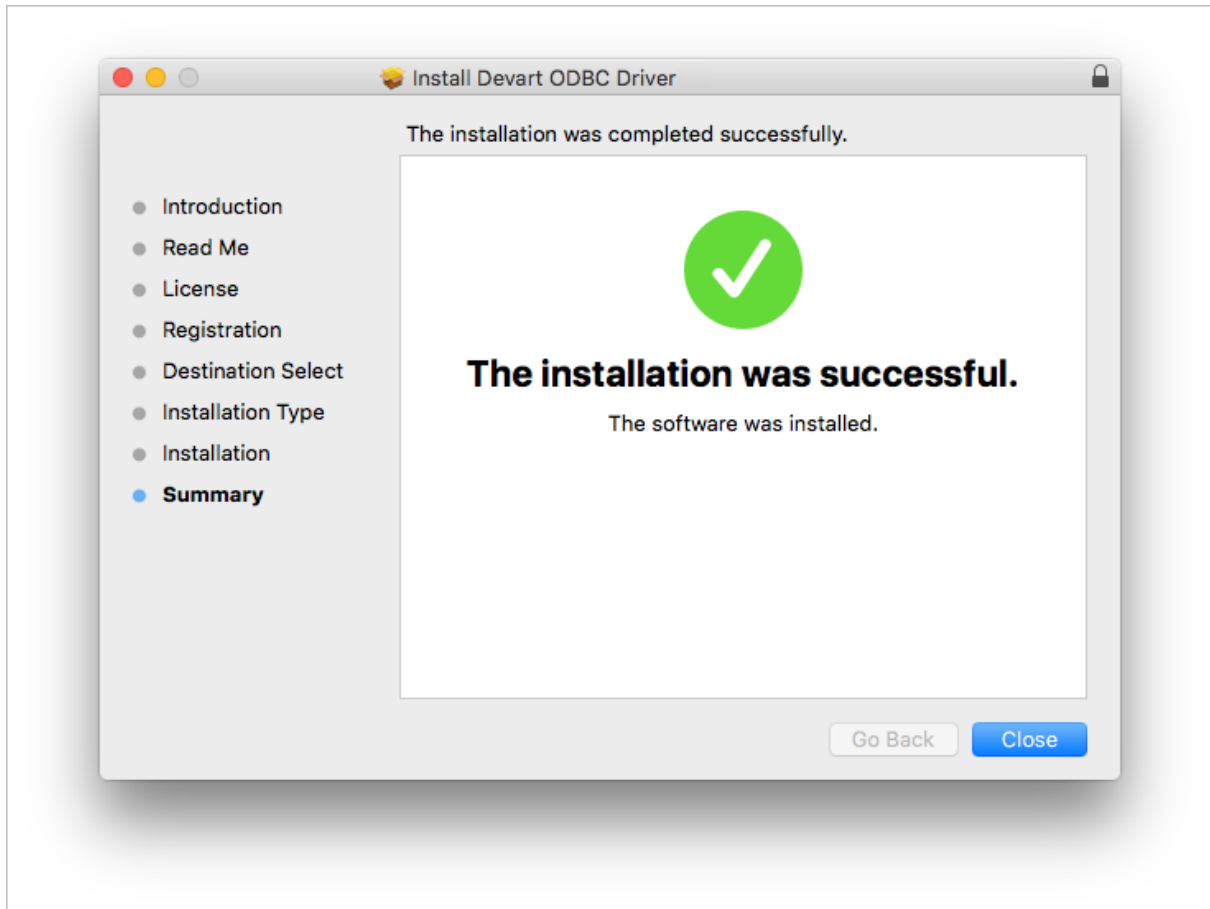 Install Devart ODBC Driver
The installation was completed successfully.
Introduction
Read Me
License
Registration
Destination Select
Installation Type
Installation
Summary
The installation was successful.
The software was installed.
Go Back
Close